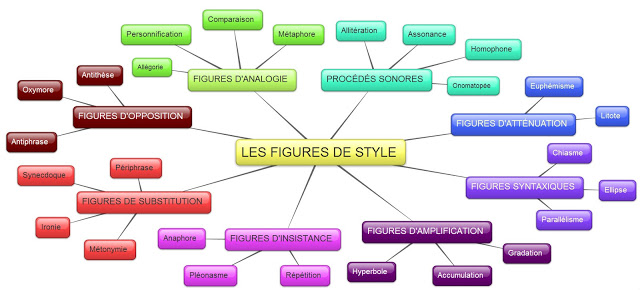 Comparaison
Personnification
Métaphore
Allégorie
FIGURES D'ANALOGIE
Allitération
Assonance
Homophone
Onomatopée
PROCÉDÉS SONORES
Antithèse
Oxymore
FIGURES D'OPPOSITION
Antiphrase
Euphémisme
Litote
FIGURES D'ATTÉNUATION
LES FIGURES DE STYLE
Chiasme
FIGURES SYNTAXIQUES
Ellipse
Parallélisme
Périphrase
Synecdoque
FIGURES DE SUBSTITUTION
Ironie
Métonymie
Anaphore
FIGURES D'INSISTANCE
Pléonasme
Répétition
FIGURES D'AMPLIFICATION
Gradation
Hyperbole
Accumulation